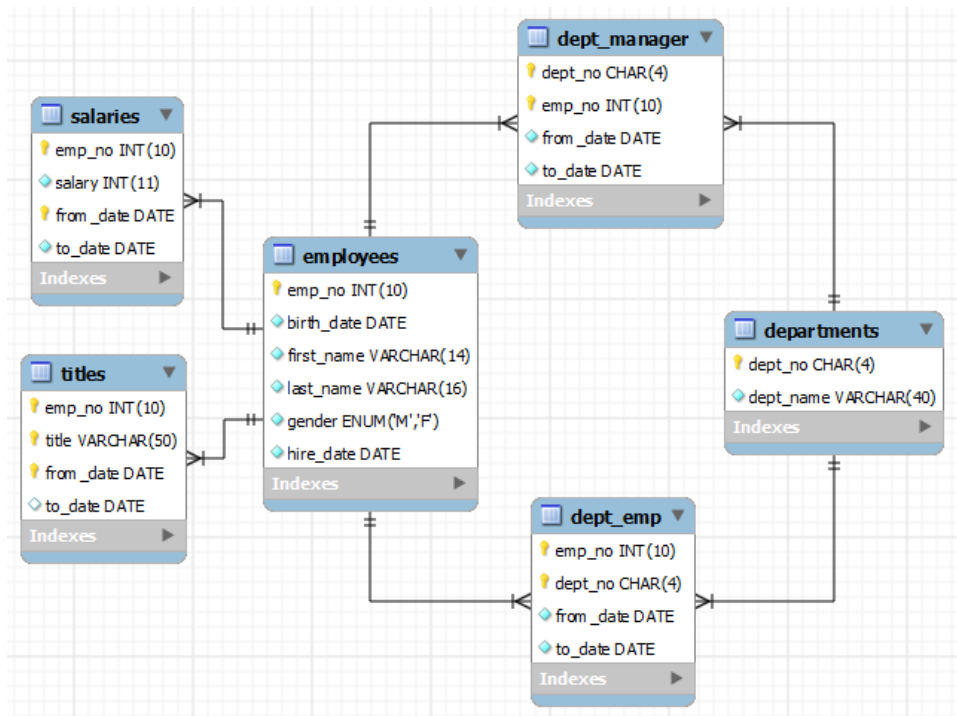 dept_manager
dept_no CHAR(4)
emp_no INT(10)
from_date DATE
to_date DATE
Indexes
salaries
emp_no INT(10)
salary INT(11)
from_date DATE
to_date DATE
Indexes
employees
emp_no INT(10)
birth_date DATE
first_name VARCHAR(14)
last_name VARCHAR(16)
gender ENUM('M','F')
hire_date DATE
Indexes
departments
dept_no CHAR(4)
dept_name VARCHAR(40)
Indexes
titles
emp_no INT(10)
title VARCHAR(50)
from_date DATE
to_date DATE
Indexes
dept_emp
emp_no INT(10)
dept_no CHAR(4)
from_date DATE
to_date DATE
Indexes